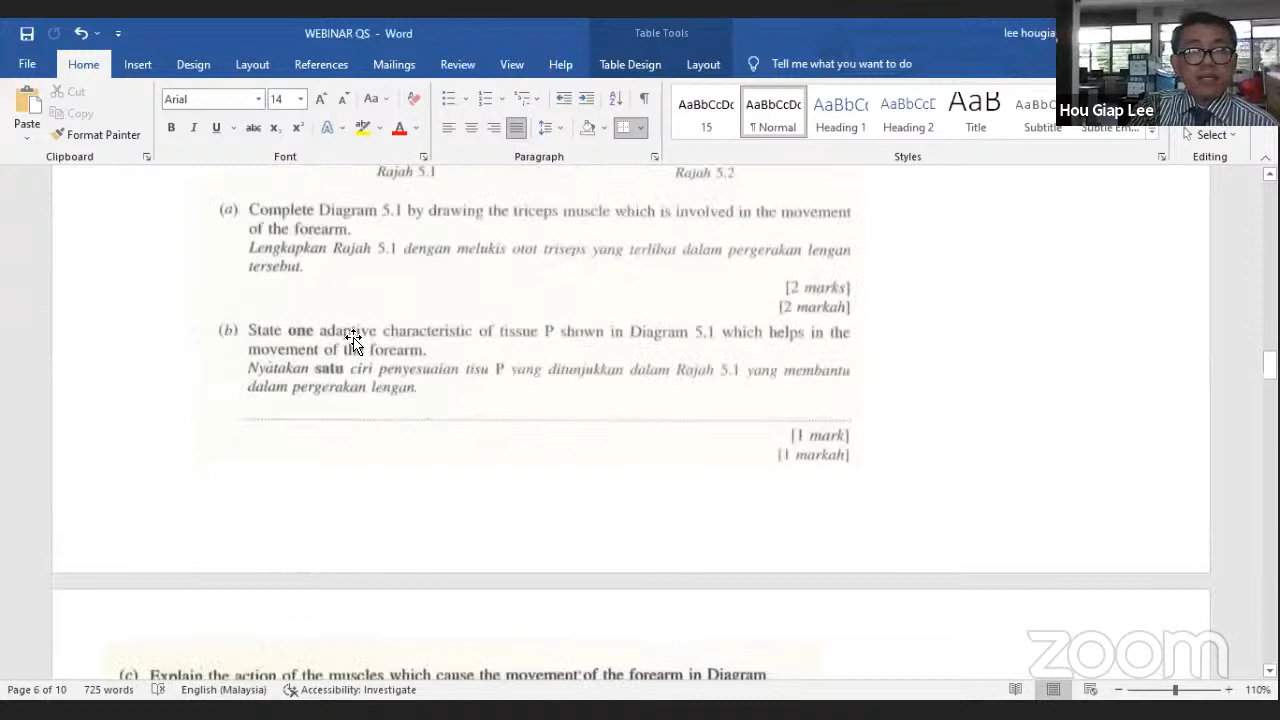 WEBINAR QS - Word
Table Tools
lee hougia
File
Home
Insert
Design
Layout
References
Mailings
Review
View
Help
Table Design
Layout
Tell me what you want to do
Hou Giap Lee
Paste
Cut
Copy
Format Painter
Clipboard
Arial
14
Font
Paragraph
AaBbCcDc
15
AaBbCcDc
¶ Normal
AaBbC
Heading 1
AaBbCcD
Heading 2
AaB
Title
AaBbCc
Subtitle
Styles
Select
Editing
Rajah 5.1
Rajah 5.2
(a) Complete Diagram 5.1 by drawing the triceps muscle which is involved in the movement
of the forearm.
Lengkapkan Rajah 5.1 dengan melukis otot triseps yang terlibat dalam pergerakan lengan
tersebut.
[2 marks]
[2 markah]
(b) State one adaptive characteristic of tissue P shown in Diagram 5.1 which helps in the
movement of the forearm.
Nyatakan satu ciri penyesuaian tisu P yang ditunjukkan dalam Rajah 5.1 yang membantu
dalam pergerakan lengan.
[1 mark]
[1 markah]
(c) Explain the action of the muscles which cause the movement of the forearm in Diagram
zoom
Page 6 of 10
725 words
English (Malaysia)
Accessibility: Investigate
110%